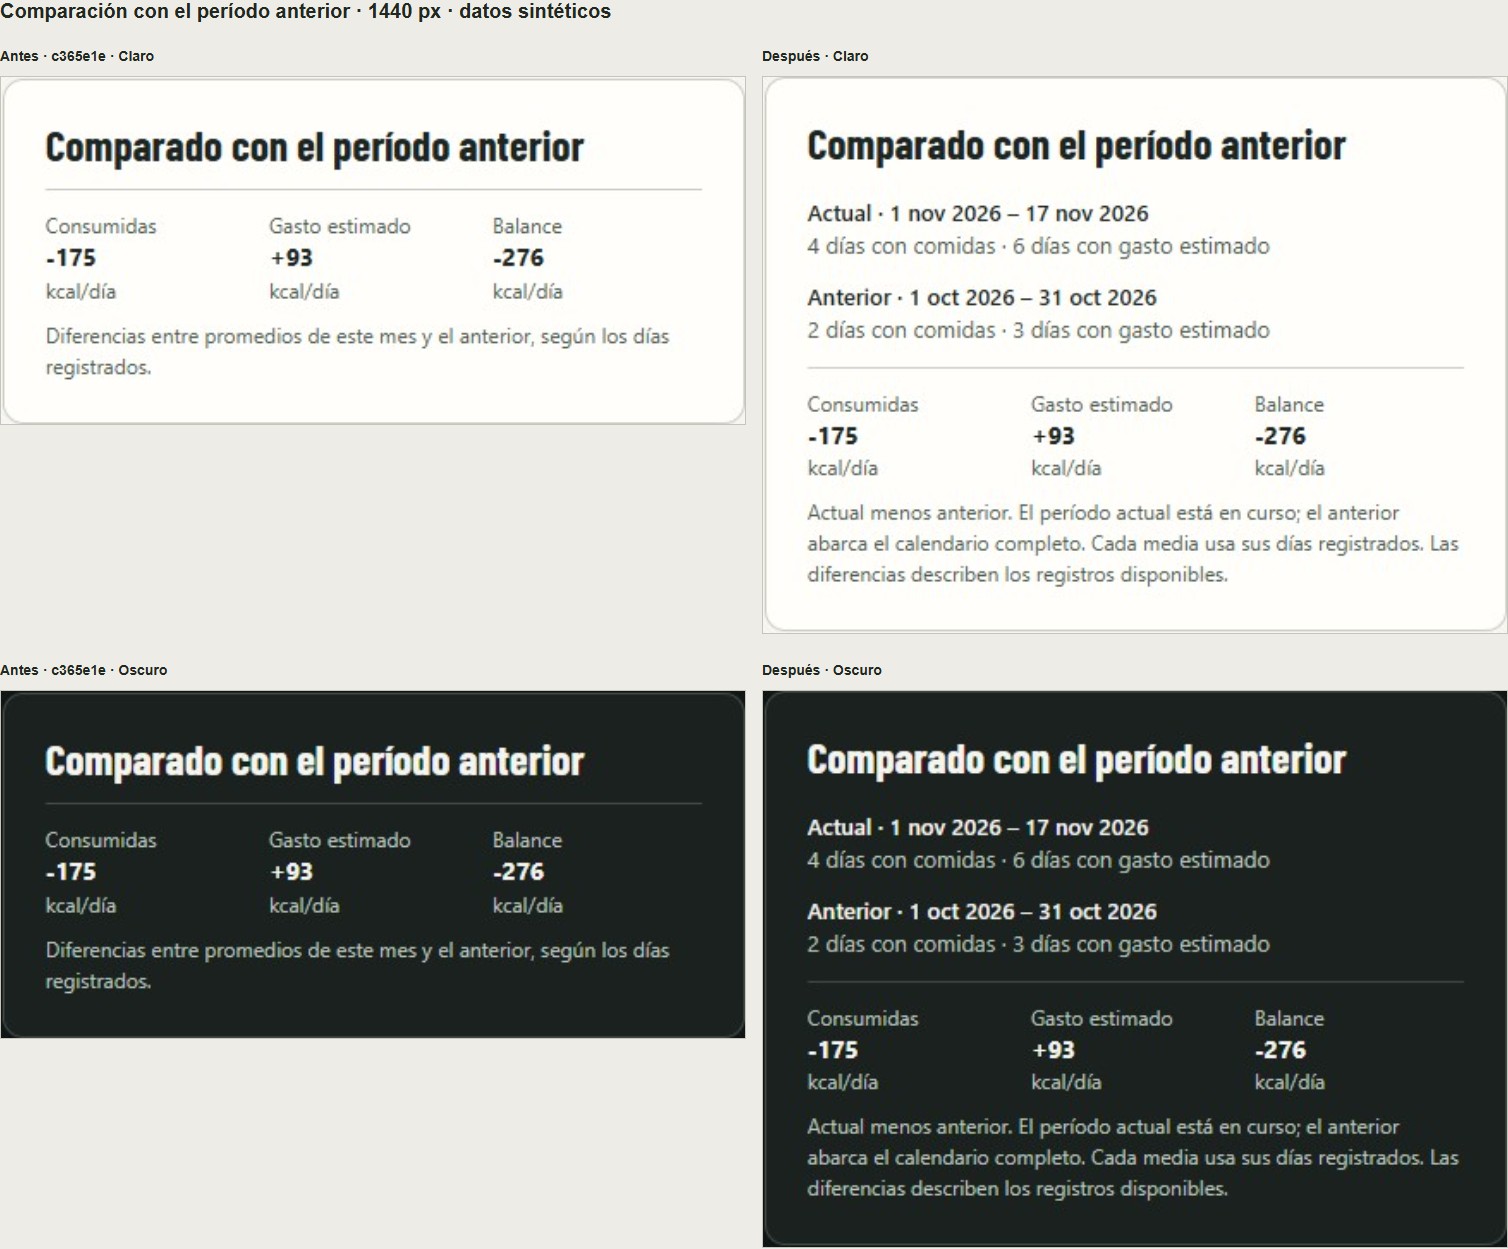 Comparación con el período anterior · 1440 px · datos sintéticos
Antes · c365e1e · Claro
Comparado con el período anterior
Consumidas
-175
kcal/día
Gasto estimado
+93
kcal/día
Balance
-276
kcal/día
Diferencias entre promedios de este mes y el anterior, según los días
registrados.
Después · Claro
Comparado con el período anterior
Actual · 1 nov 2026 – 17 nov 2026
4 días con comidas · 6 días con gasto estimado
Anterior · 1 oct 2026 – 31 oct 2026
2 días con comidas · 3 días con gasto estimado
Consumidas
-175
kcal/día
Gasto estimado
+93
kcal/día
Balance
-276
kcal/día
Actual menos anterior. El período actual está en curso; el anterior
abarca el calendario completo. Cada media usa sus días registrados. Las
diferencias describen los registros disponibles.
Antes · c365e1e · Oscuro
Comparado con el período anterior
Consumidas
-175
kcal/día
Gasto estimado
+93
kcal/día
Balance
-276
kcal/día
Diferencias entre promedios de este mes y el anterior, según los días
registrados.
Después · Oscuro
Comparado con el período anterior
Actual · 1 nov 2026 – 17 nov 2026
4 días con comidas · 6 días con gasto estimado
Anterior · 1 oct 2026 – 31 oct 2026
2 días con comidas · 3 días con gasto estimado
Consumidas
-175
kcal/día
Gasto estimado
+93
kcal/día
Balance
-276
kcal/día
Actual menos anterior. El período actual está en curso; el anterior
abarca el calendario completo. Cada media usa sus días registrados. Las
diferencias describen los registros disponibles.